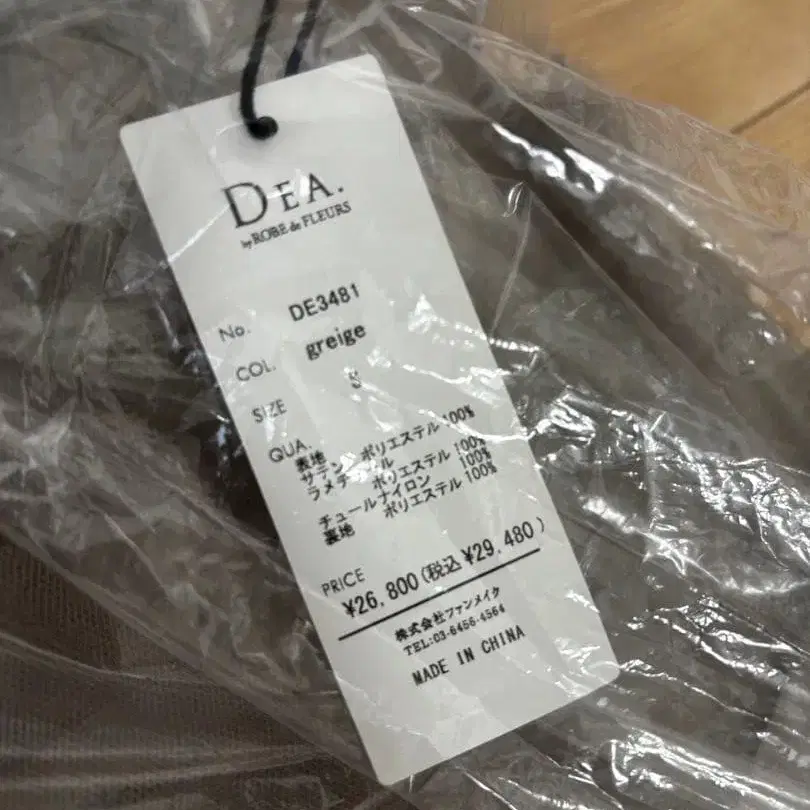 DEA.
by ROBE de FLEURS
No. DE3481
COL. greige
SIZE S
QUA.
表地
サテン ポリエステル 100%
ラメチュール ポリエステル 100%
チュールナイロン 100%
裏地 ポリエステル 100%
PRICE
¥26,800(税込¥29,480)
株式会社ファンメイク
TEL:03-6456-4564
MADE IN CHINA